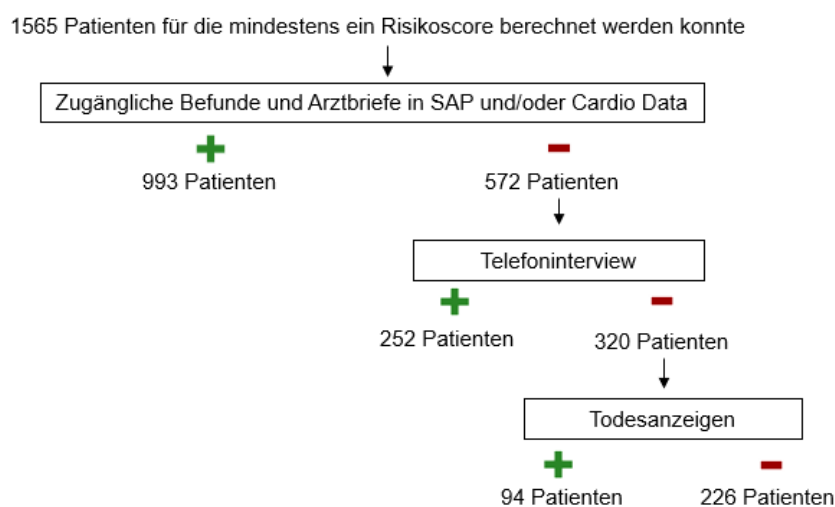 1565 Patienten für die mindestens ein Risikoscore berechnet werden konnte
Zugängliche Befunde und Arztbriefe in SAP und/oder Cardio Data
993 Patienten
572 Patienten
Telefoninterview
252 Patienten
320 Patienten
Todesanzeigen
94 Patienten
226 Patienten